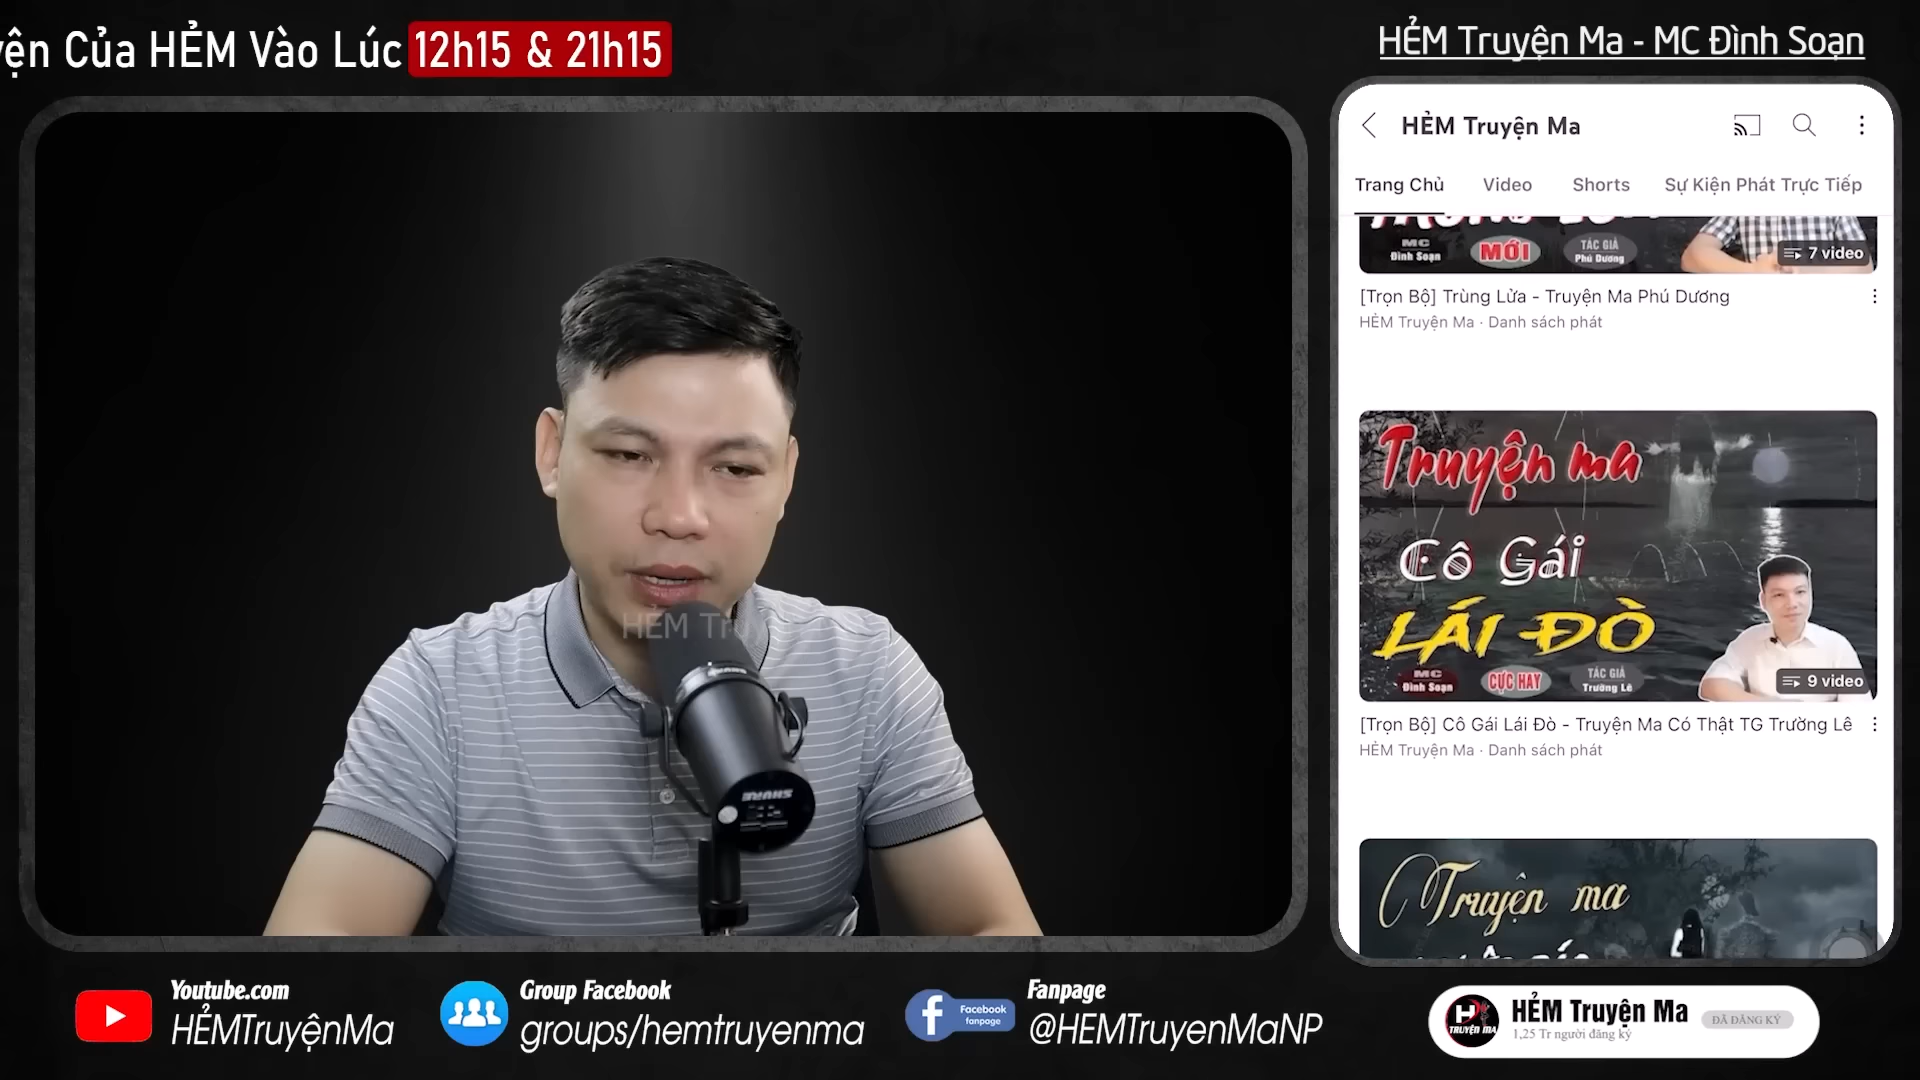 yện Của HẺM Vào Lúc 12h15 & 21h15
HẺM Truyện Ma - MC Đình Soạn
HẺM Truyện Ma
Trang Chủ Video Shorts Sự Kiện Phát Trực Tiếp
MC Đình Soạn
MỚI
TÁC GIẢ Phú Dương
7 video
[Trọn Bộ] Trùng Lửa - Truyện Ma Phú Dương
HẺM Truyện Ma · Danh sách phát
Truyện ma
Cô Gái
LÁI ĐÒ
MC Đình Soạn
CỰC HAY
TÁC GIẢ Trường Lê
9 video
[Trọn Bộ] Cô Gái Lái Đò - Truyện Ma Có Thật TG Trường Lê
HẺM Truyện Ma · Danh sách phát
Truyện ma
HẺM
SHURE
Youtube.com
HẺMTruyệnMa
Group Facebook
groups/hemtruyenma
Facebook fanpage
Fanpage
@HEMTruyenMaNP
H TRUYỆN MA
HẺM Truyện Ma
1,25 Tr người đăng ký
ĐÃ ĐĂNG KÝ